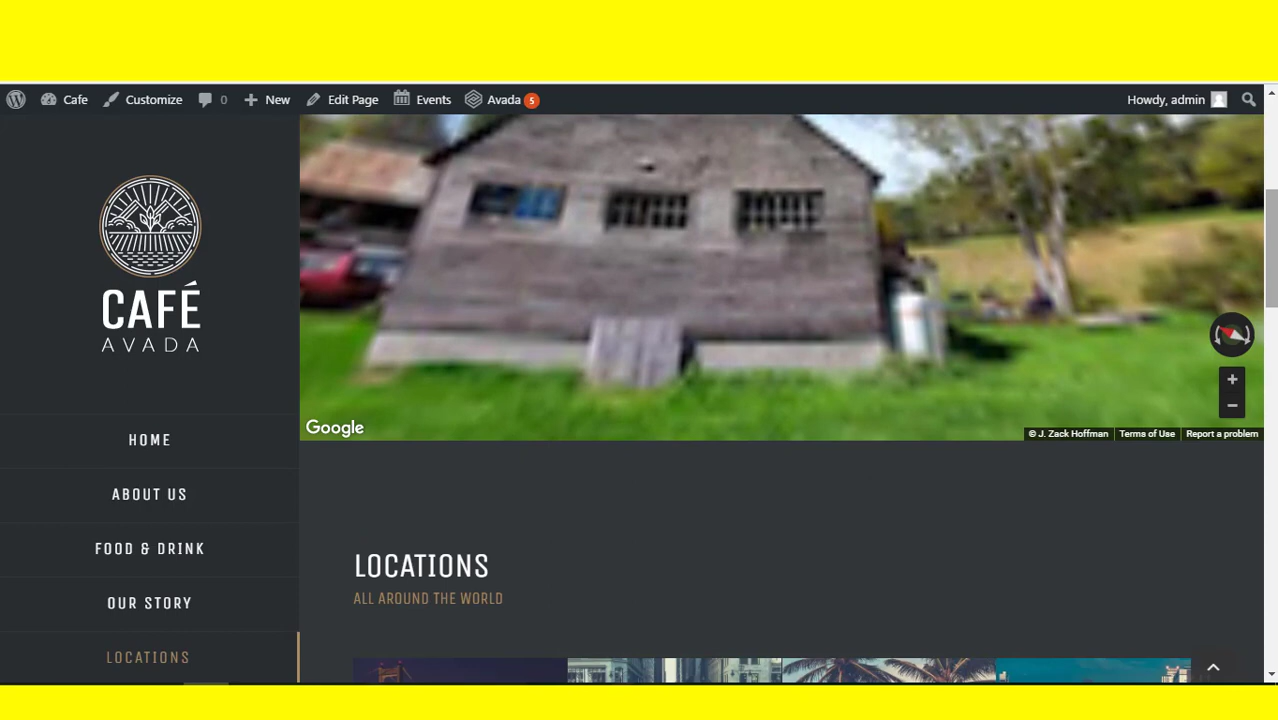 Cafe Customize 0 New Edit Page Events Avada 5 Howdy, admin
CAFÉ
AVADA
HOME
ABOUT US
FOOD & DRINK
OUR STORY
LOCATIONS
Google
© J. Zack Hoffman Terms of Use Report a problem
LOCATIONS
ALL AROUND THE WORLD